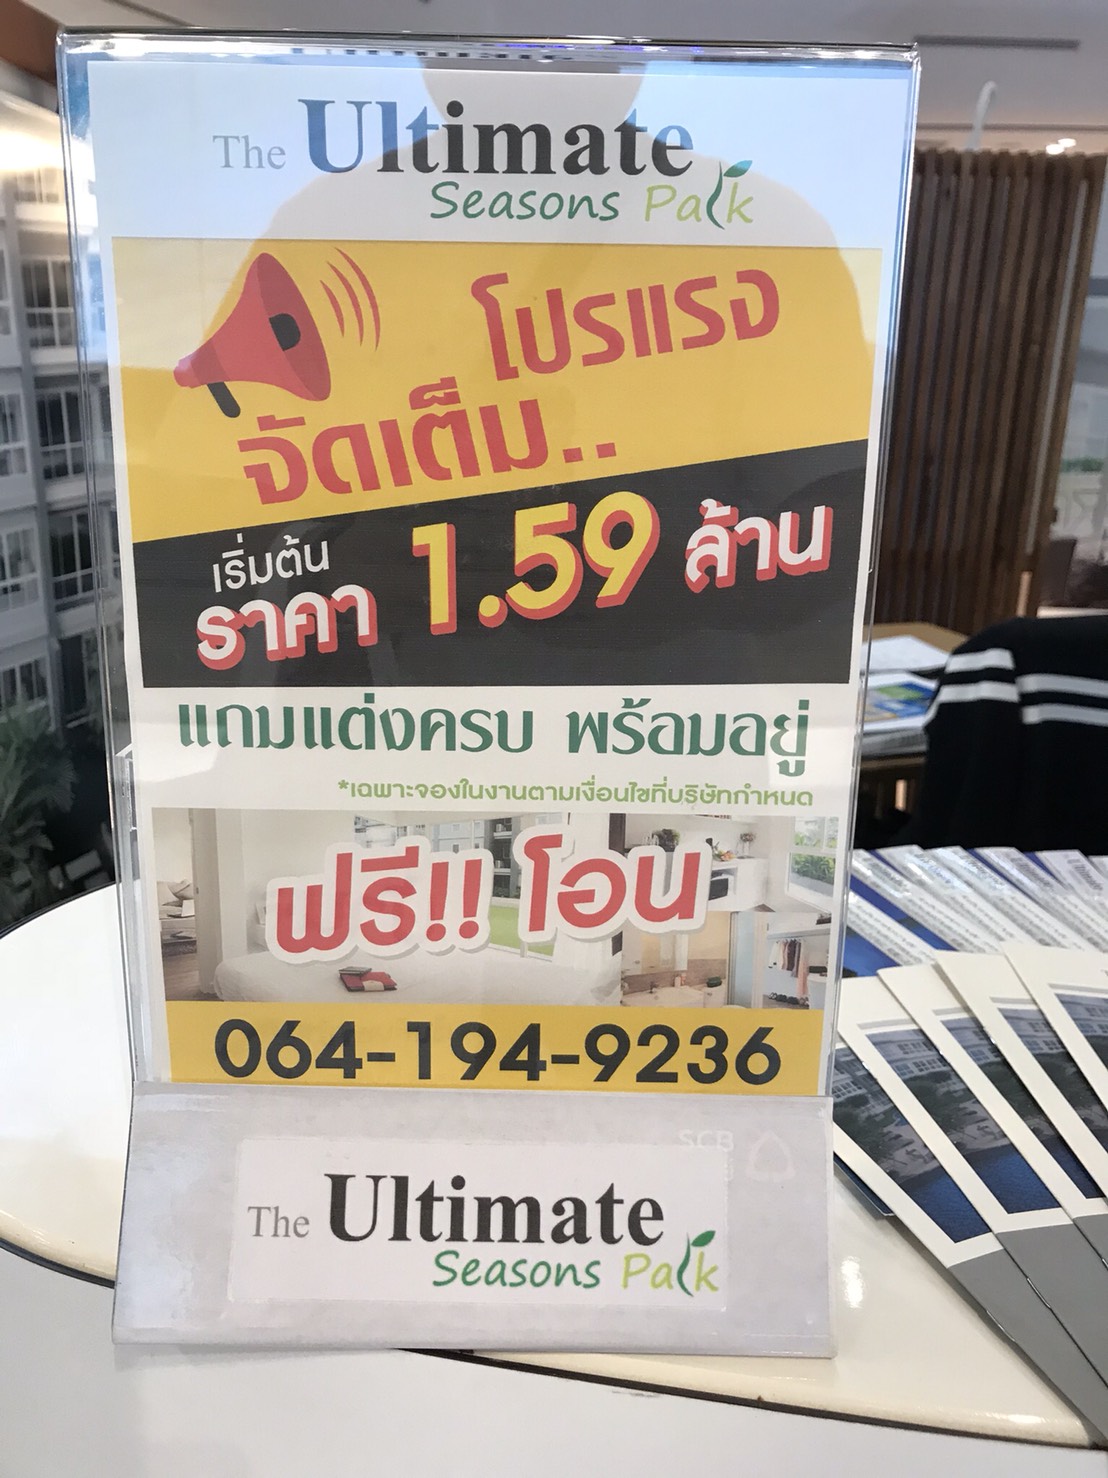 The Ultimate
Seasons Park
โปรแรง
จัดเต็ม..
เริ่มต้น
ราคา 1.59 ล้าน
แถมแต่งครบ พร้อมอยู่
*เฉพาะจองในงานตามเงื่อนไขที่บริษัทกำหนด
ฟรี!! โอน
064-194-9236
SCB
The Ultimate
Seasons Park